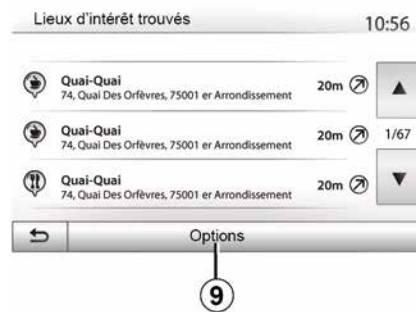 Lieux d'intérêt trouvés 10:56
Quai-Quai
74, Quai Des Orfèvres, 75001 er Arrondissement 20m
Quai-Quai
74, Quai Des Orfèvres, 75001 er Arrondissement 20m
1/67
Quai-Quai
74, Quai Des Orfèvres, 75001 er Arrondissement 20m
Options
9